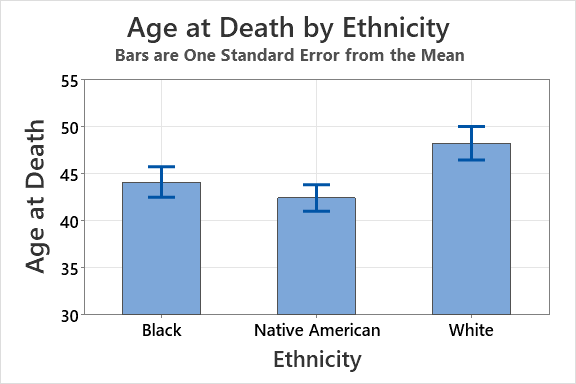 Age at Death by Ethnicity
Bars are One Standard Error from the Mean
Age at Death
55
50
45
40
35
30
Black
Native American
White
Ethnicity